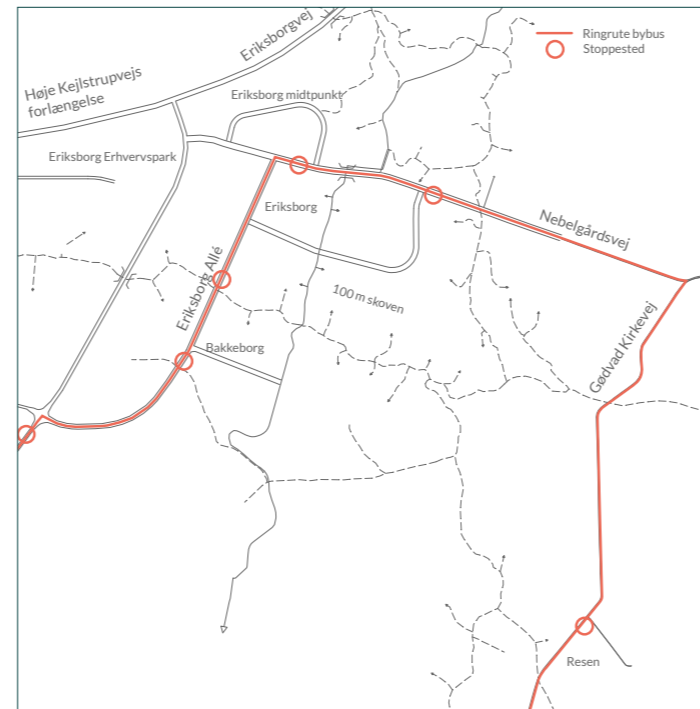 Ringrute bybus
Stoppested
Eriksborgvej
Høje Kejlstrupvejs
forlængelse
Eriksborg midtpunkt
Eriksborg Erhvervspark
Eriksborg
Nebelgårdsvej
Eriksborg Allé
100 m skoven
Bakkeborg
Gødvad Kirkevej
Resen